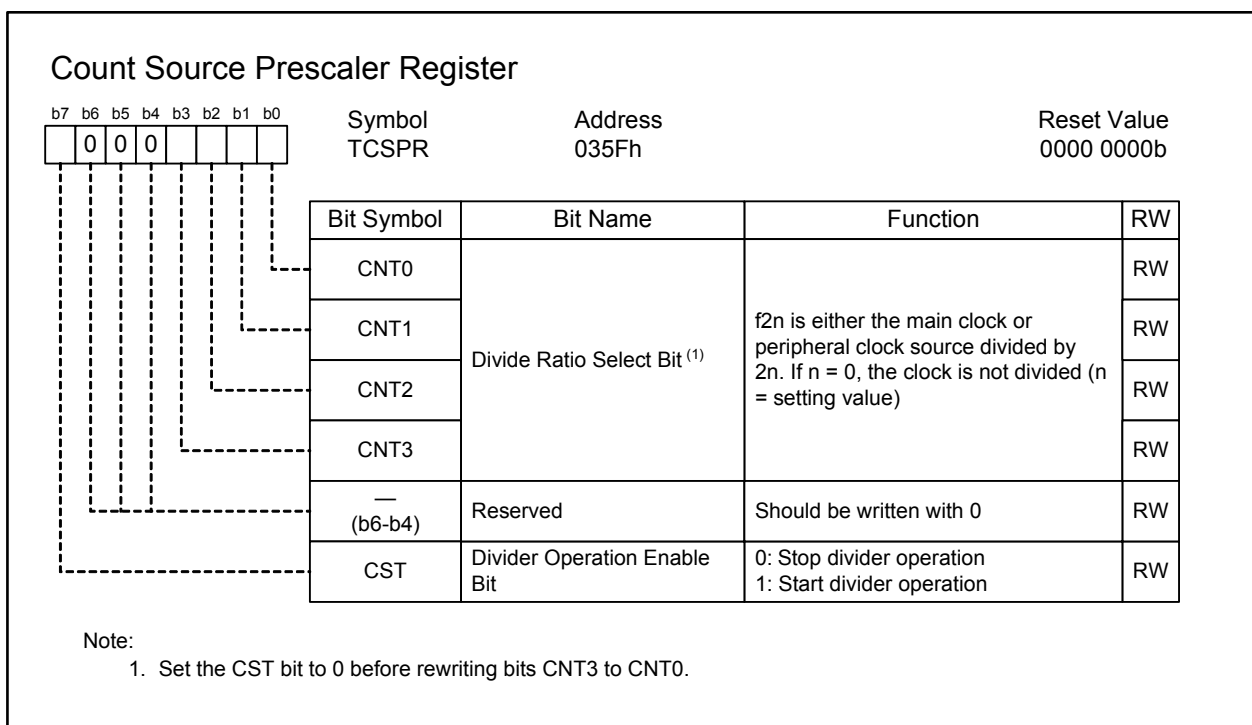 Count Source Prescaler Register
b7 b6 b5 b4 b3 b2 b1 b0
0 0 0
Symbol Address Reset Value
TCSPR 035Fh 0000 0000b
Bit Symbol Bit Name Function RW
CNT0 RW
CNT1 RW
CNT2 RW
CNT3 RW
Divide Ratio Select Bit (1)
f2n is either the main clock or
peripheral clock source divided by
2n. If n = 0, the clock is not divided (n
= setting value)
—
(b6-b4) Reserved Should be written with 0 RW
CST Divider Operation Enable
Bit
0: Stop divider operation
1: Start divider operation
RW
Note:
1. Set the CST bit to 0 before rewriting bits CNT3 to CNT0.